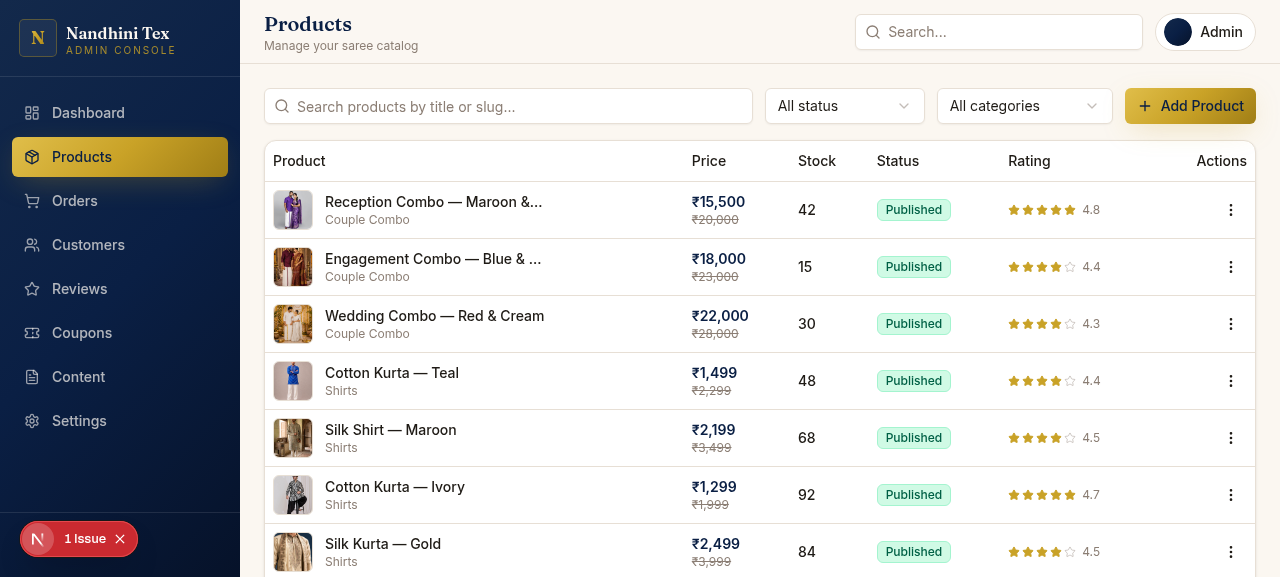 N
Nandhini Tex
ADMIN CONSOLE
Dashboard
Products
Orders
Customers
Reviews
Coupons
Content
Settings
N
1 Issue
Products
Manage your saree catalog
Search...
Admin
Search products by title or slug...
All status
All categories
Add Product
Product Price Stock Status Rating Actions
Reception Combo — Maroon &... ₹15,500 42 Published 4.8
Couple Combo ₹20,000
Engagement Combo — Blue & ... ₹18,000 15 Published 4.4
Couple Combo ₹23,000
Wedding Combo — Red & Cream ₹22,000 30 Published 4.3
Couple Combo ₹28,000
Cotton Kurta — Teal ₹1,499 48 Published 4.4
Shirts ₹2,299
Silk Shirt — Maroon ₹2,199 68 Published 4.5
Shirts ₹3,499
Cotton Kurta — Ivory ₹1,299 92 Published 4.7
Shirts ₹1,999
Silk Kurta — Gold ₹2,499 84 Published 4.5
Shirts ₹3,999